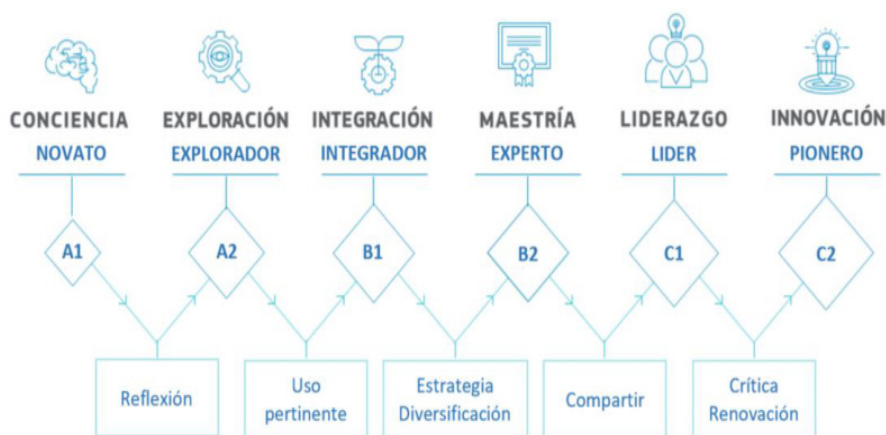 CONCIENCIA
NOVATO
EXPLORACIÓN
EXPLORADOR
INTEGRACIÓN
INTEGRADOR
MAESTRÍA
EXPERTO
LIDERAZGO
LIDER
INNOVACIÓN
PIONERO
A1
A2
B1
B2
C1
C2
Reflexión
Uso
pertinente
Estrategia
Diversificación
Compartir
Crítica
Renovación